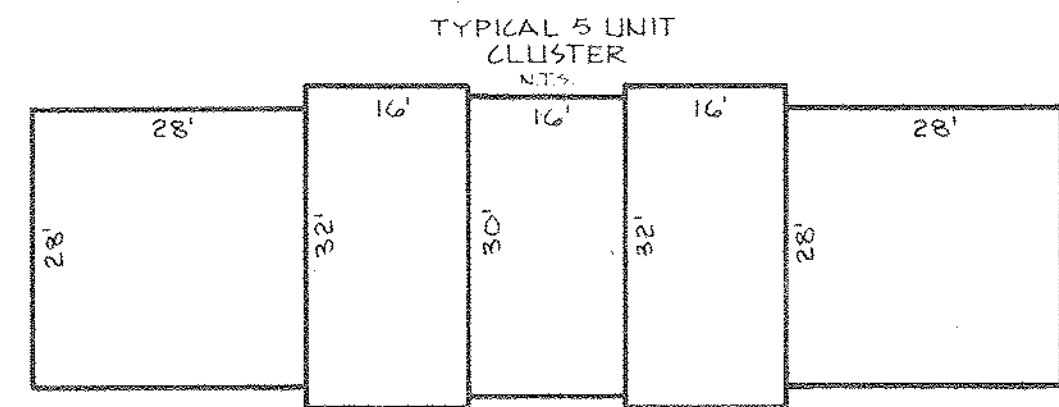 TYPICAL 5 UNIT
CLUSTER
N.T.S.
28' 16' 16' 16' 28'
28' 32' 30' 32' 28'